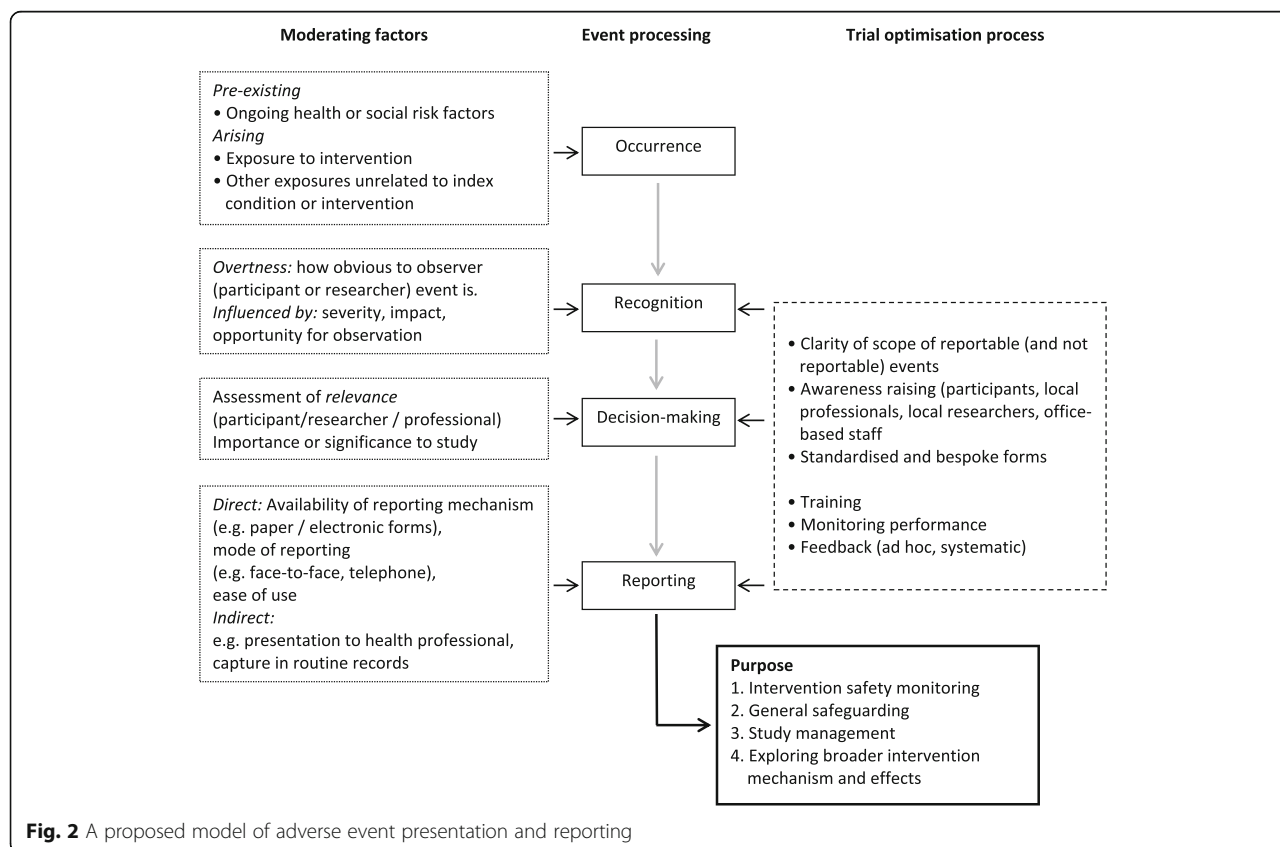 Moderating factors
Event processing
Trial optimisation process
Pre-existing
• Ongoing health or social risk factors
Arising
• Exposure to intervention
• Other exposures unrelated to index
condition or intervention
Occurrence
Overtness: how obvious to observer
(participant or researcher) event is.
Influenced by: severity, impact,
opportunity for observation
Recognition
Assessment of relevance
(participant/researcher / professional)
Importance or significance to study
Decision-making
Direct: Availability of reporting mechanism
(e.g. paper / electronic forms),
mode of reporting
(e.g. face-to-face, telephone),
ease of use
Indirect:
e.g. presentation to health professional,
capture in routine records
Reporting
• Clarity of scope of reportable (and not
reportable) events
• Awareness raising (participants, local
professionals, local researchers, office-
based staff
• Standardised and bespoke forms
• Training
• Monitoring performance
• Feedback (ad hoc, systematic)
Purpose
1. Intervention safety monitoring
2. General safeguarding
3. Study management
4. Exploring broader intervention
mechanism and effects
Fig. 2 A proposed model of adverse event presentation and reporting